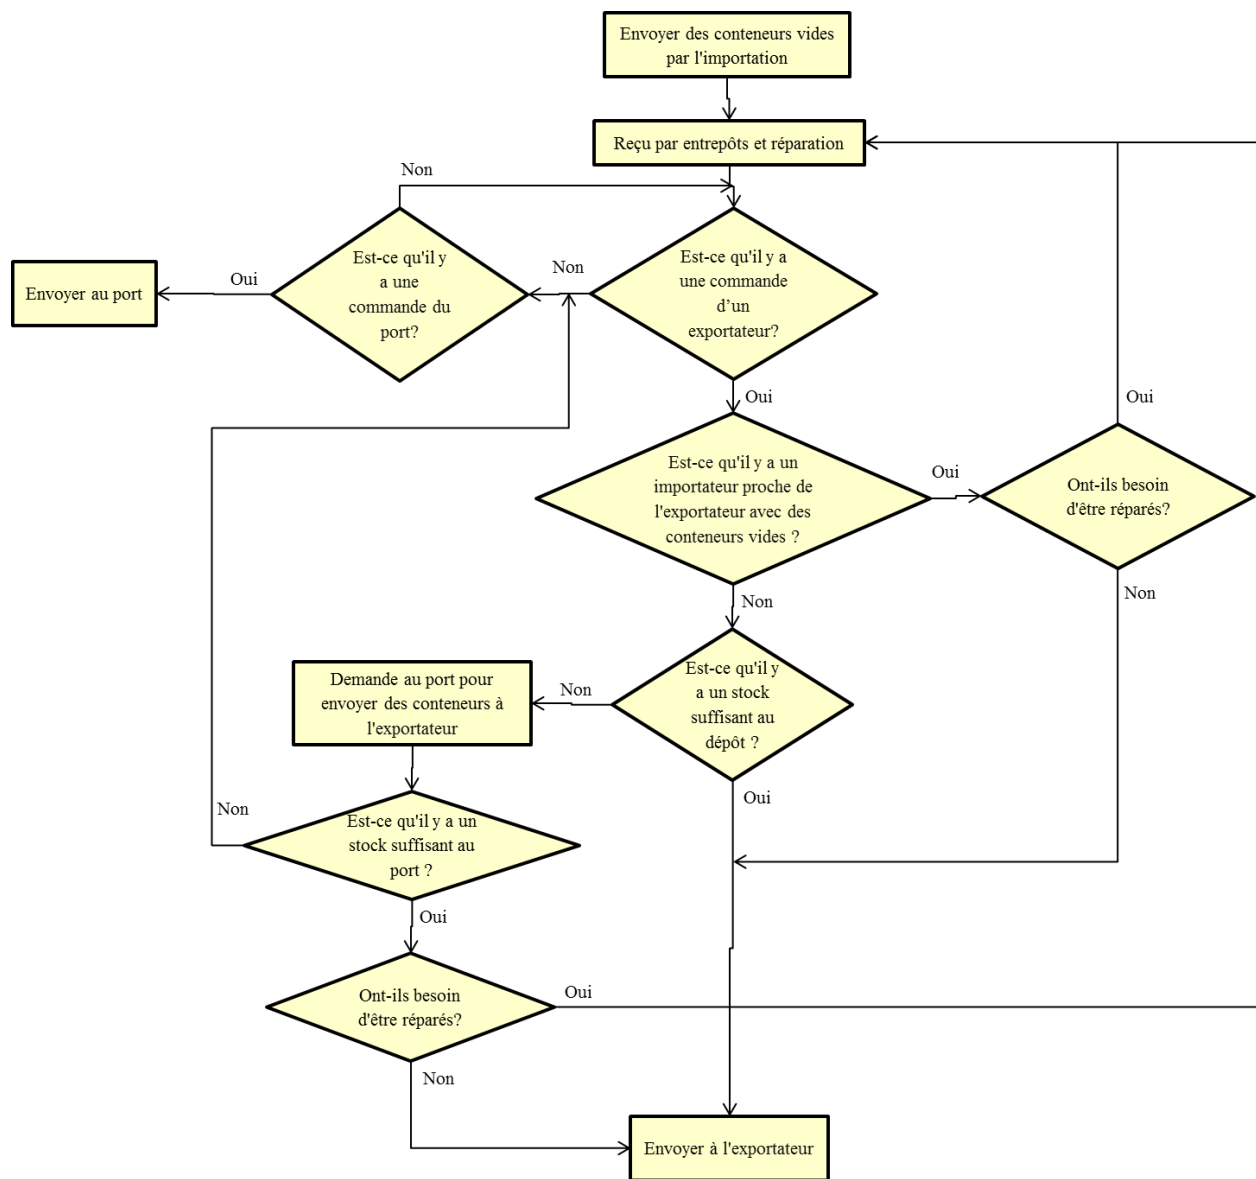 Envoyer des conteneurs vides
par l'importation
Reçu par entrepôts et réparation
Non
Est-ce qu'il y
a une
commande du
port?
Non
Est-ce qu'il y a
une commande
d’un
exportateur?
Oui
Envoyer au port
Oui
Oui
Est-ce qu'il y a un
importateur proche de
l'exportateur avec des
conteneurs vides ?
Oui
Ont-ils besoin
d'être réparés?
Non
Non
Est-ce qu'il y
a un stock
suffisant au
dépôt ?
Non
Demande au port pour
envoyer des conteneurs à
l'exportateur
Oui
Non
Est-ce qu'il y a un
stock suffisant au
port ?
Oui
Ont-ils besoin
d'être réparés?
Oui
Non
Envoyer à l'exportateur